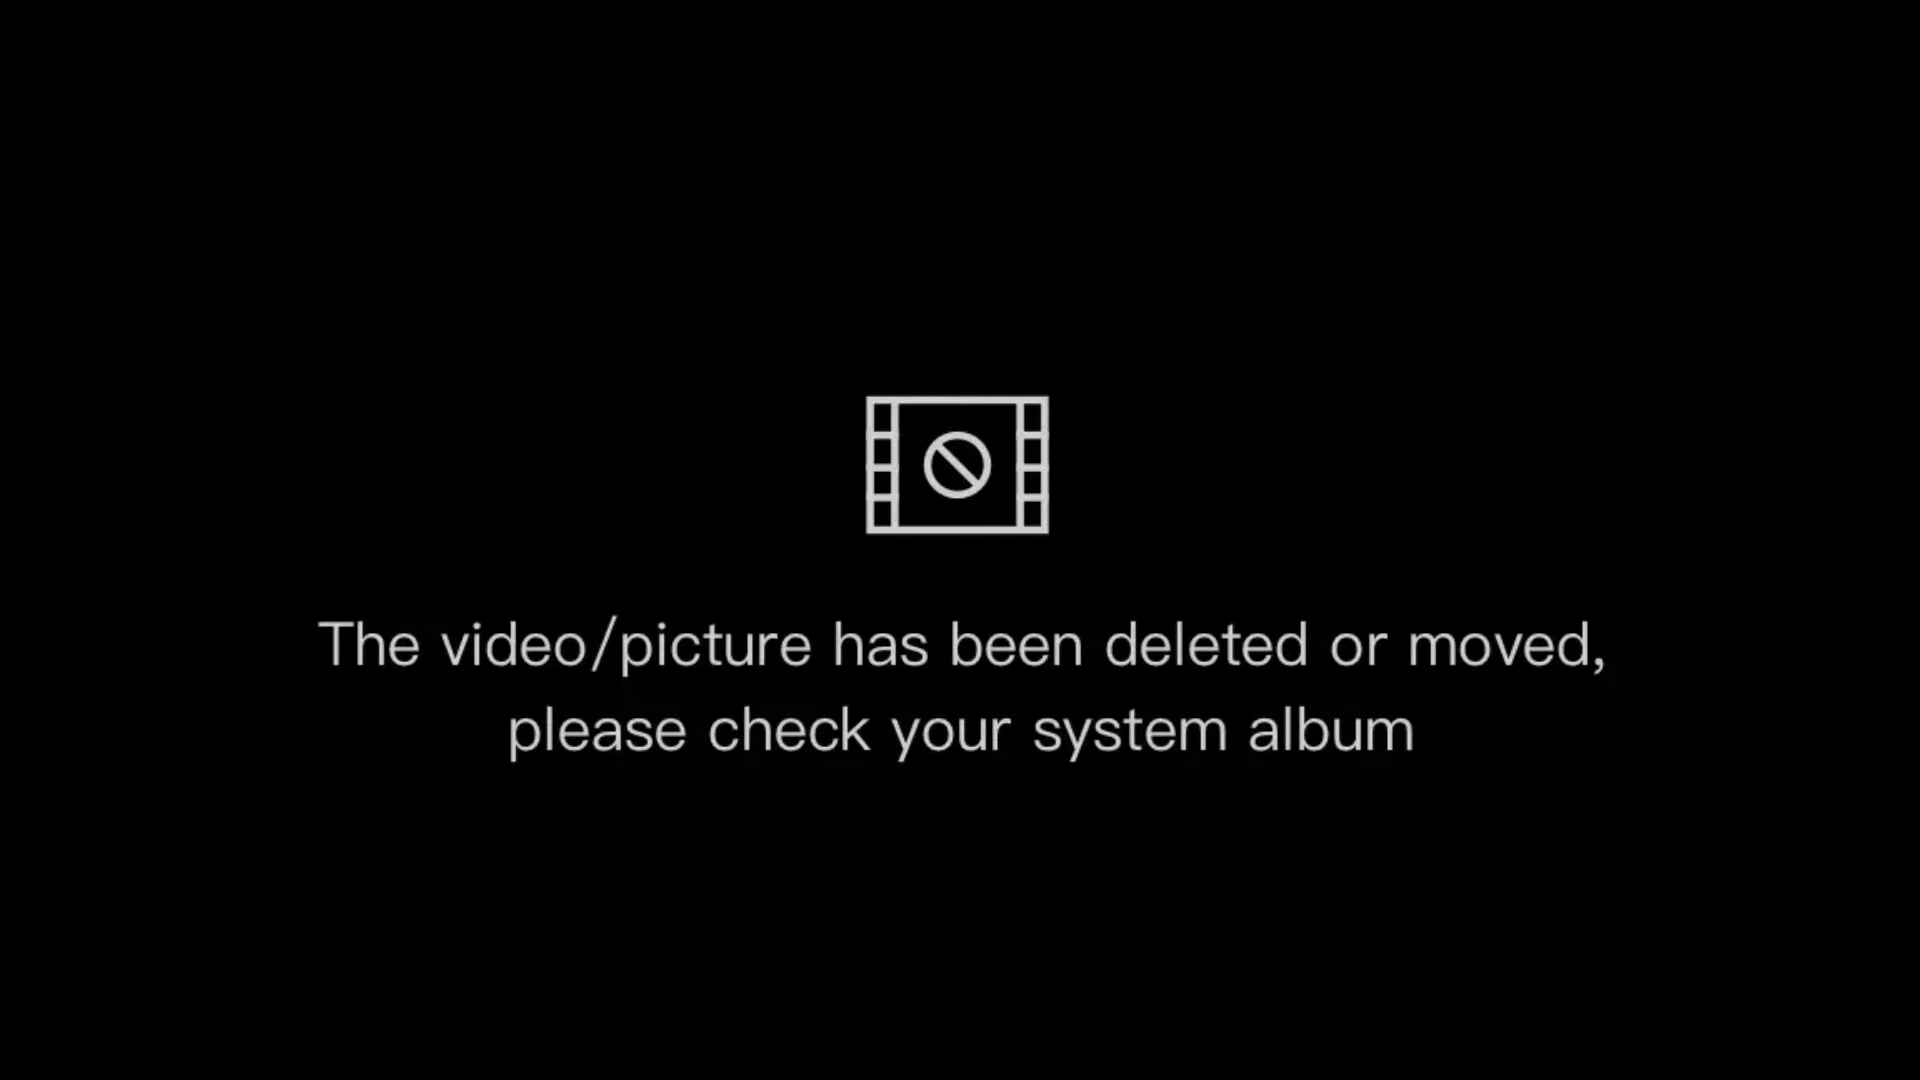 The video/picture has been deleted or moved,
please check your system album